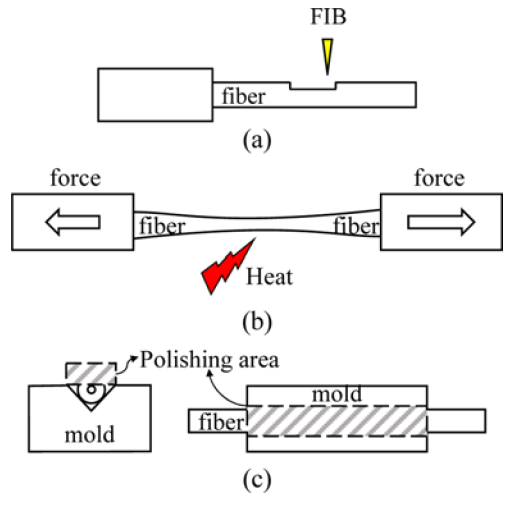 FIB
fiber
(a)
force force
fiber fiber
Heat
(b)
Polishing area
mold
fiber
mold
(c)